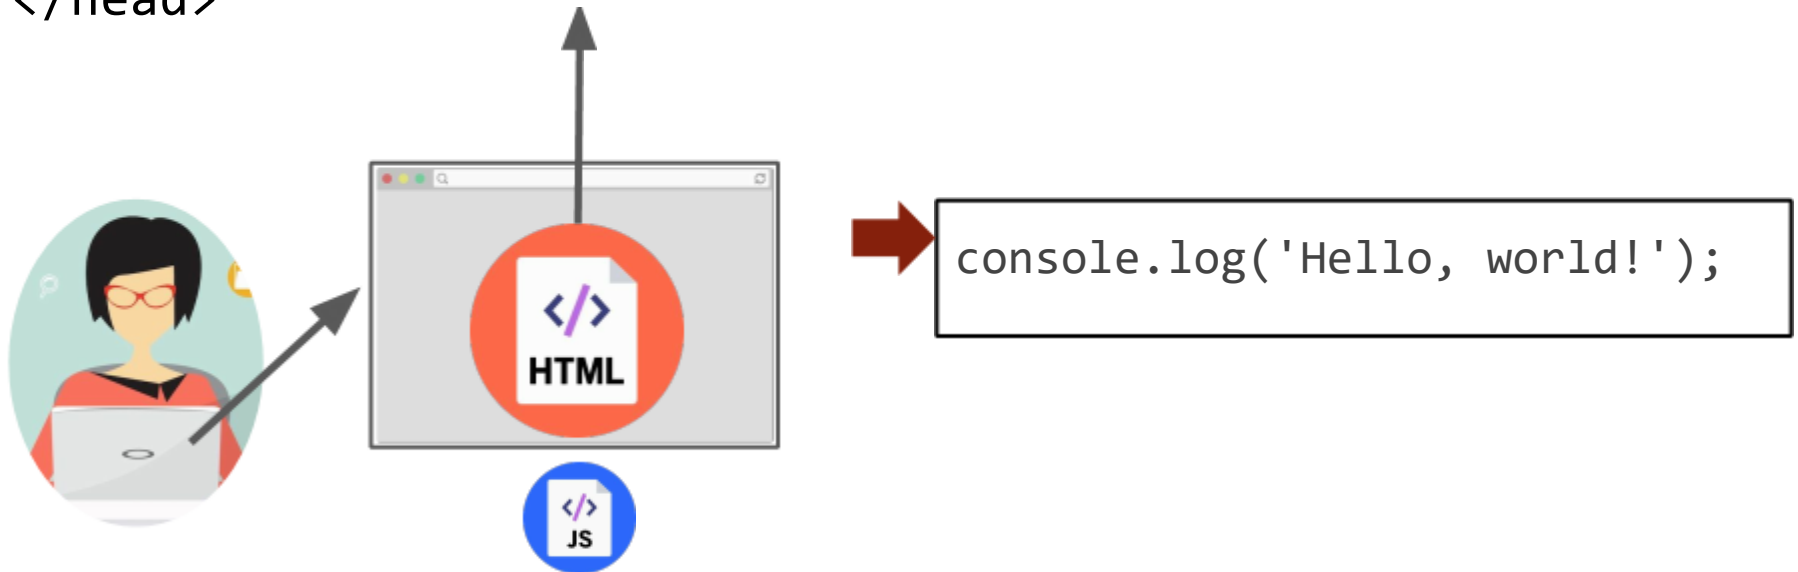 </head>
console.log('Hello, world!');
</>
HTML
</>
JS